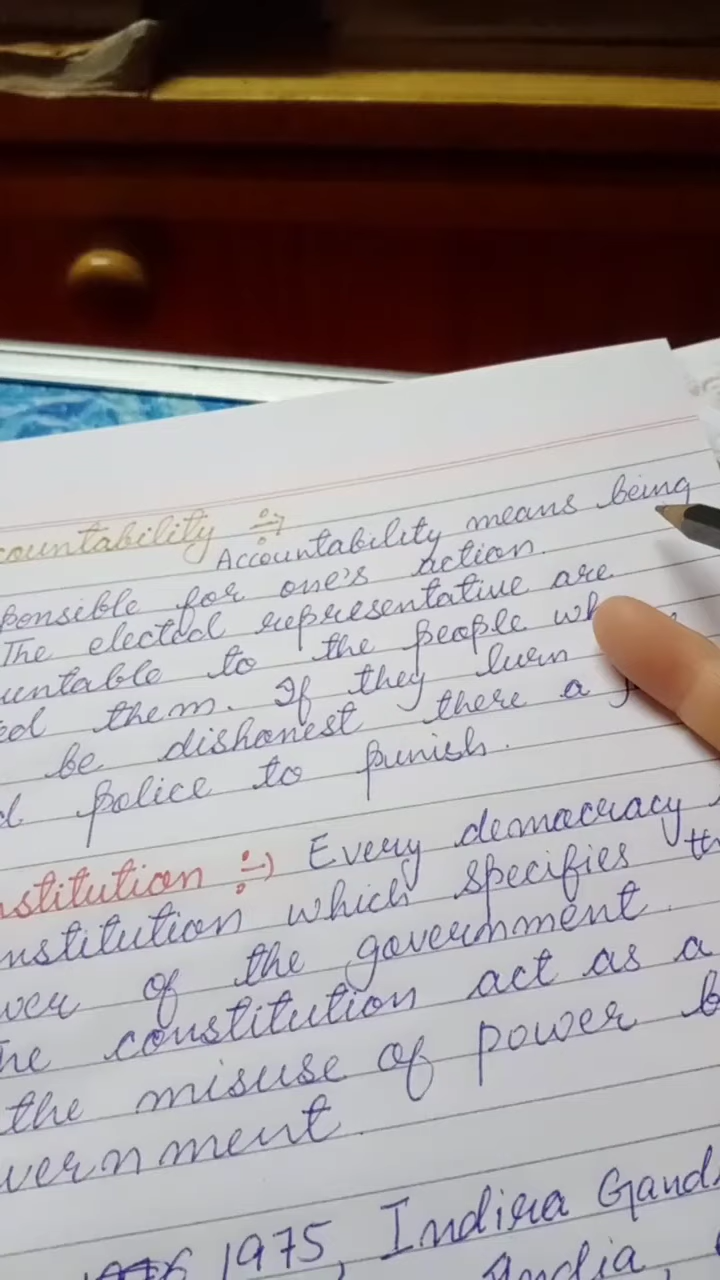 countability :-
Accountability means being
ponsible for one's action.
The elected representative are
untable to the people wh
ed them. If they turn
be dishonest there a
d police to punish.
nstitution :-) Every democracy
nstitution which specifies th
wer of the government.
he constitution act as a
the misuse of power b
vernment.
1975, Indira Gandh
India,